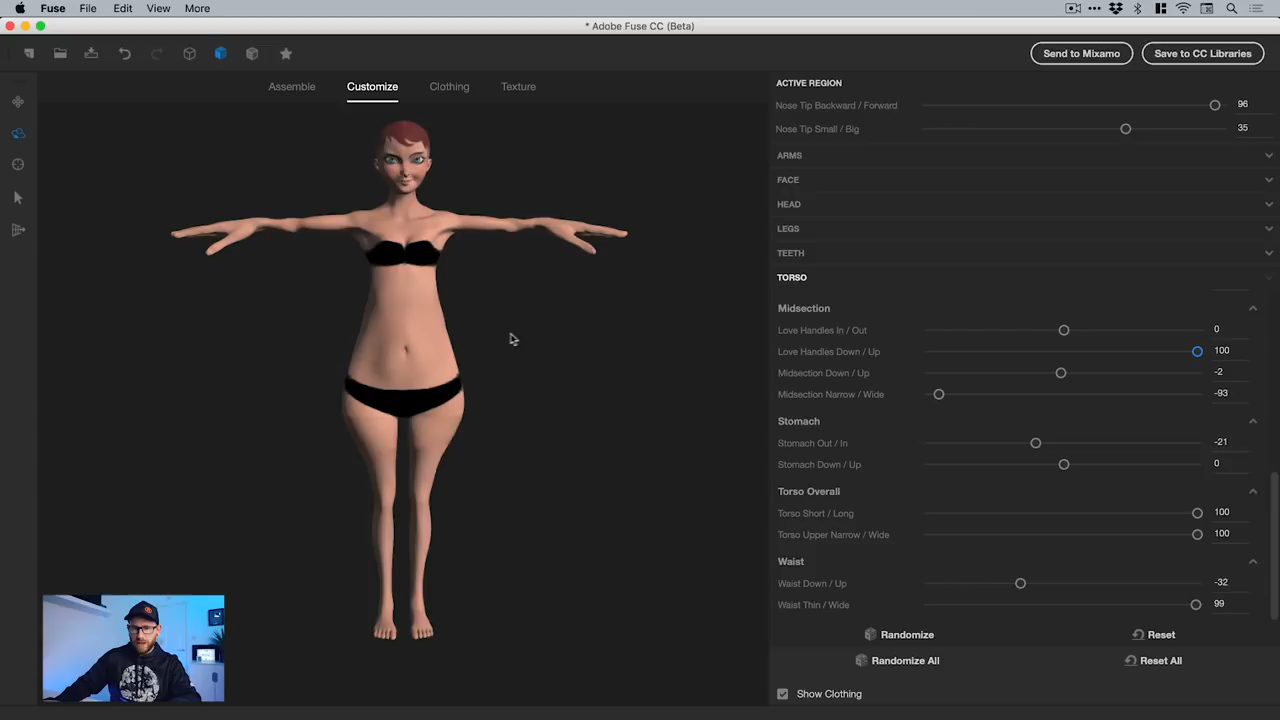 Fuse File Edit View More
* Adobe Fuse CC (Beta)
Send to Mixamo Save to CC Libraries
Assemble Customize Clothing Texture
ACTIVE REGION
Nose Tip Backward / Forward 96
Nose Tip Small / Big 35
ARMS
FACE
HEAD
LEGS
TEETH
TORSO
Midsection
Love Handles In / Out 0
Love Handles Down / Up 100
Midsection Down / Up -2
Midsection Narrow / Wide -93
Stomach
Stomach Out / In -21
Stomach Down / Up 0
Torso Overall
Torso Short / Long 100
Torso Upper Narrow / Wide 100
Waist
Waist Down / Up -32
Waist Thin / Wide 99
Randomize Reset
Randomize All Reset All
Show Clothing